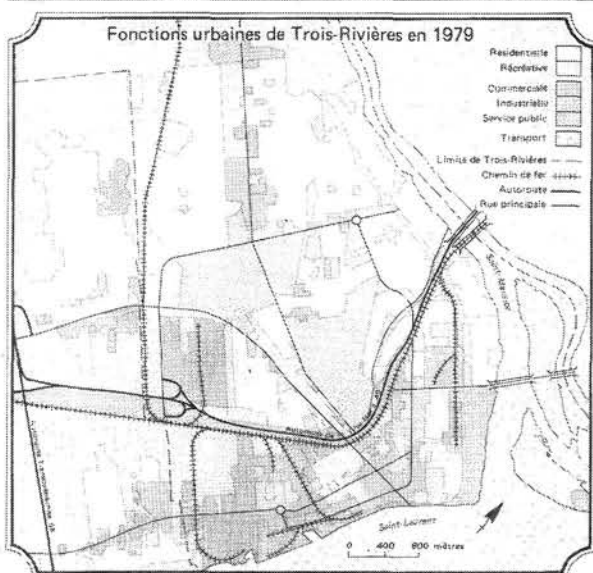 Fonctions urbaines de Trois-Rivières en 1979
Résidentielle
Récréative
Commerciale
Industrielle
Service public
Transport
Limite de Trois-Rivières
Chemin de fer
Autoroute
Rue principale
Saint-Maurice
Autoroute
Saint-Laurent
0 400 800 mètres